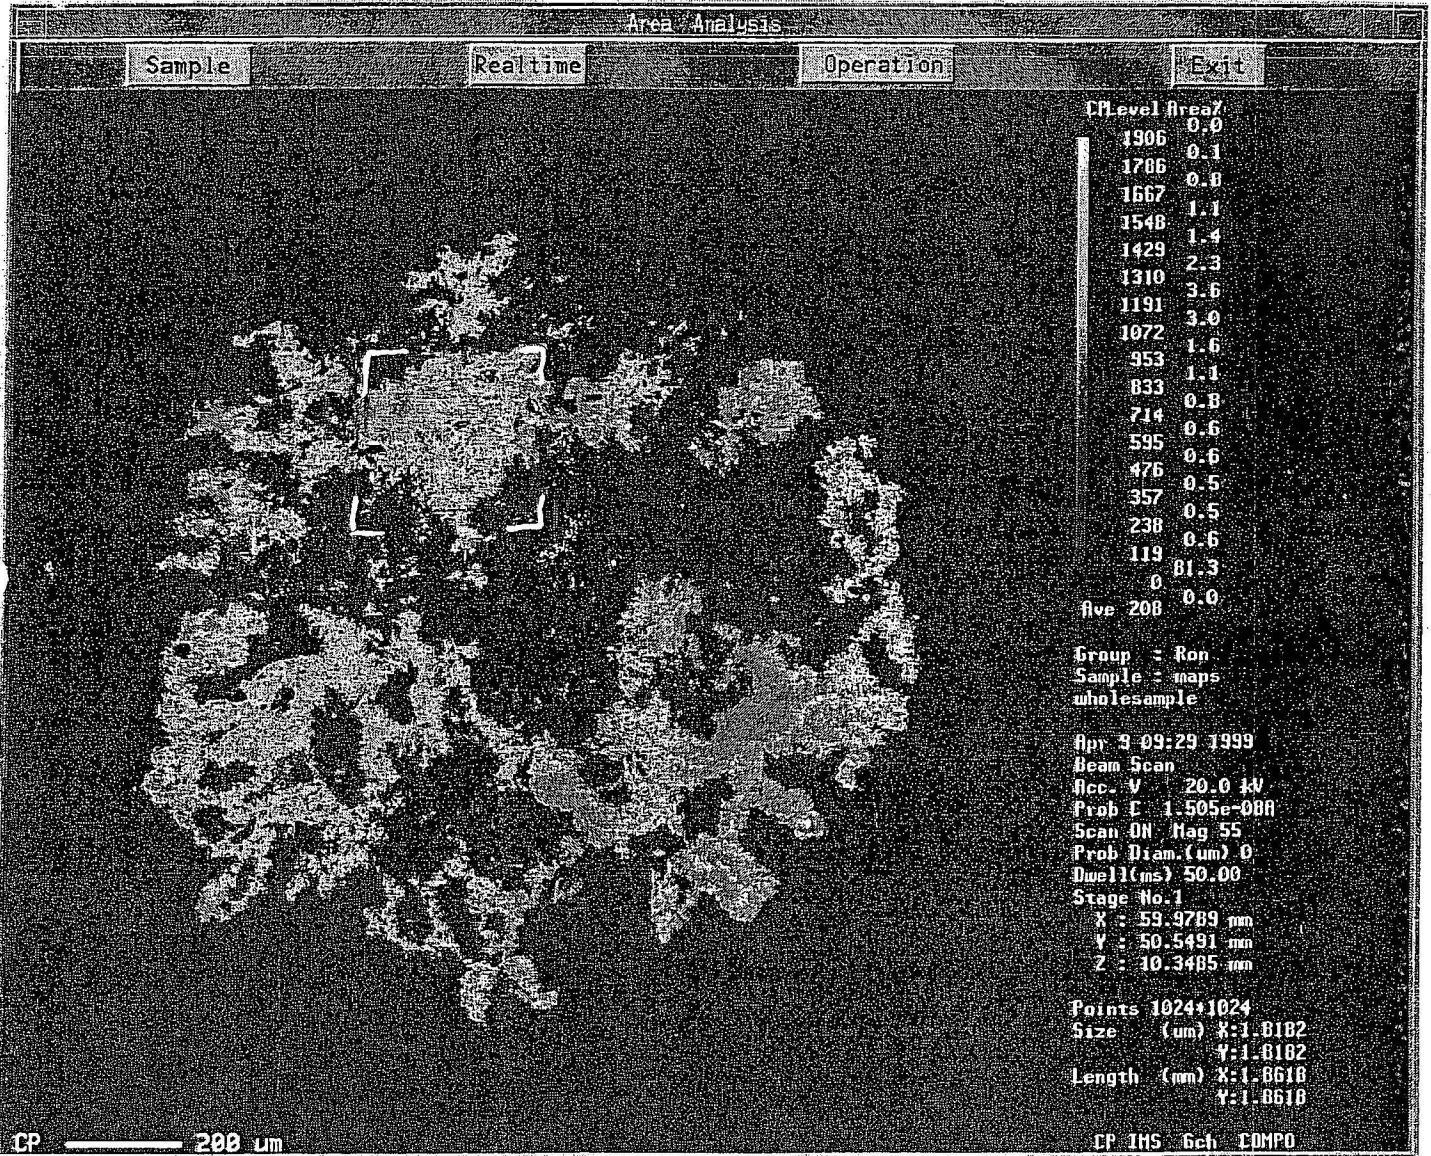 Area Analysis
Sample Realtime Operation Exit
CP Level Area%
0.0
1906
0.1
1786
0.8
1667
1.1
1548
1.4
1429
2.3
1310
3.6
1191
3.0
1072
1.6
953
1.1
833
0.8
714
0.6
595
0.6
476
0.5
357
0.5
238
0.6
119
81.3
0
0.0
Ave 208
Group : Ron
Sample : maps
wholesample
Apr 9 09:29 1999
Beam Scan
Acc. V 20.0 kV
Prob C 1.505e-08A
Scan ON Mag 55
Prob Diam.(um) 0
Dwell(ms) 50.00
Stage No.1
X : 59.9789 mm
Y : 50.5491 mm
Z : 10.3485 mm
Points 1024*1024
Size (um) X:1.8182
Y:1.8182
Length (mm) X:1.8618
Y:1.8618
CP 200 um
CP IMS 6ch COMPO